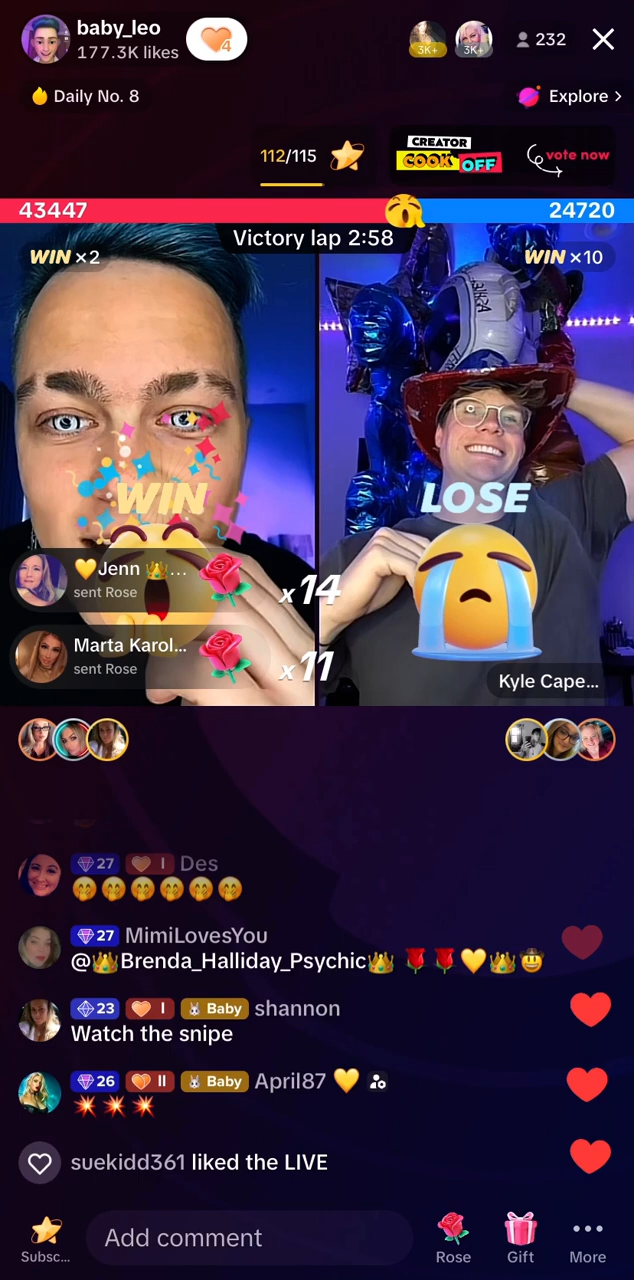 baby_leo
177.3K likes
4
3K+
3K+
232
Daily No. 8
Explore >
112/115
CREATOR
COOK OFF
vote now
43447
24720
Victory lap 2:58
WIN ×2
WIN ×10
WIN
LOSE
💛Jenn 👑...
sent Rose
x14
Marta Karol...
sent Rose
x11
Kyle Cape...
27 I Des
🤭🤭🤭🤭🤭🤭
27 MimiLovesYou
@👑Brenda_Halliday_Psychic👑 🌹🌹💛👑🤠
23 I Baby shannon
Watch the snipe
26 II Baby April87 💛
💥💥💥
suekidd361 liked the LIVE
Subsc...
Add comment
Rose
Gift
More